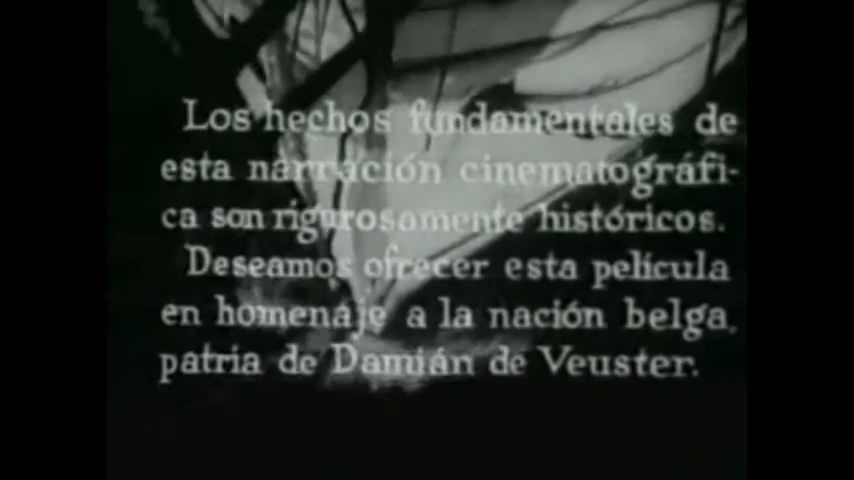 Los hechos fundamentales de
esta narración cinematográfi-
ca son rigurosamente históricos.
Deseamos ofrecer esta película
en homenaje a la nación belga,
patria de Damián de Veuster.